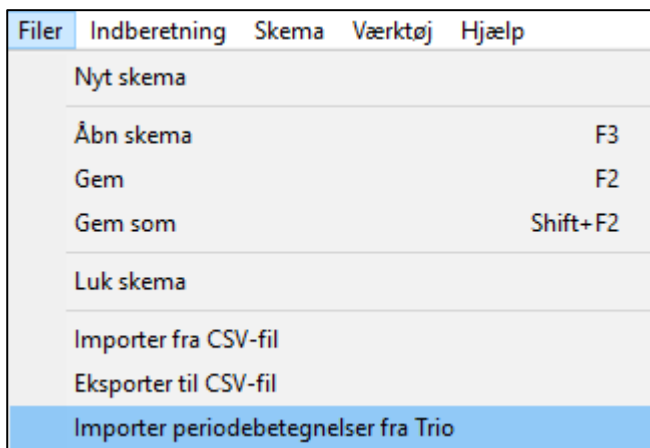 Filer Indberetning Skema Værktøj Hjælp
Nyt skema
Åbn skema F3
Gem F2
Gem som Shift+F2
Luk skema
Importer fra CSV-fil
Eksporter til CSV-fil
Importer periodebetegnelser fra Trio